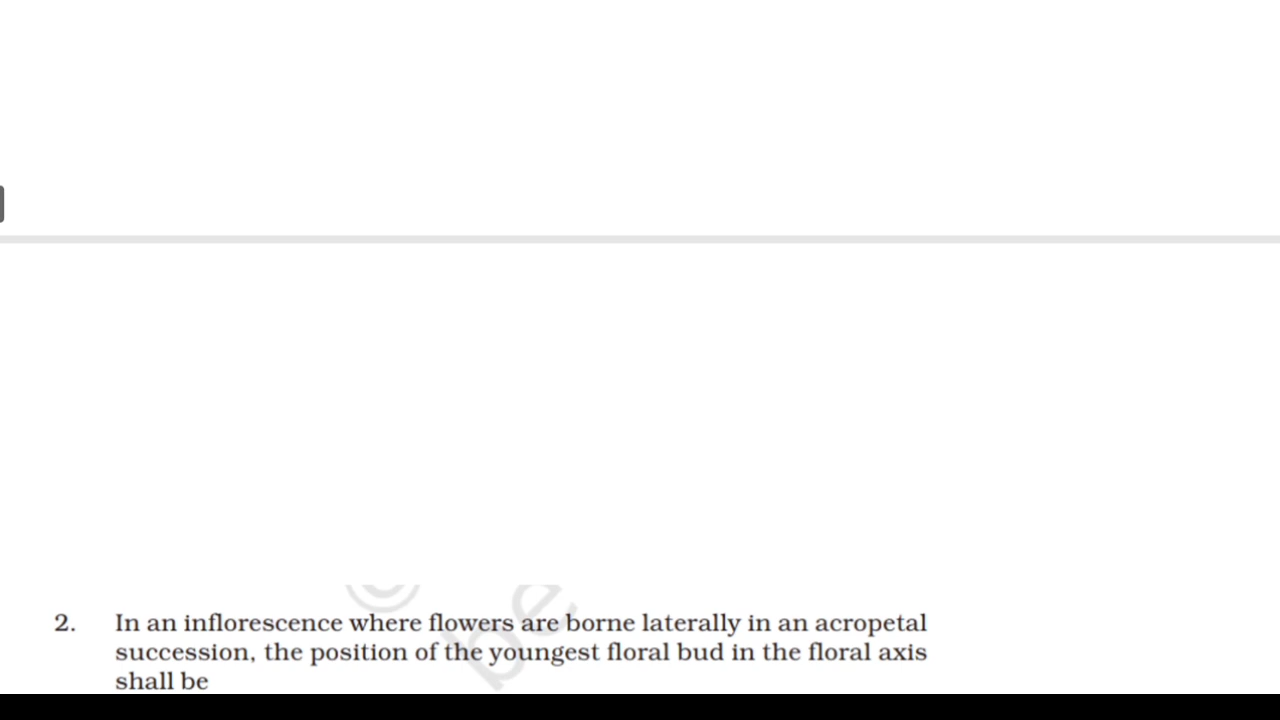 2. In an inflorescence where flowers are borne laterally in an acropetal
succession, the position of the youngest floral bud in the floral axis
shall be
© be